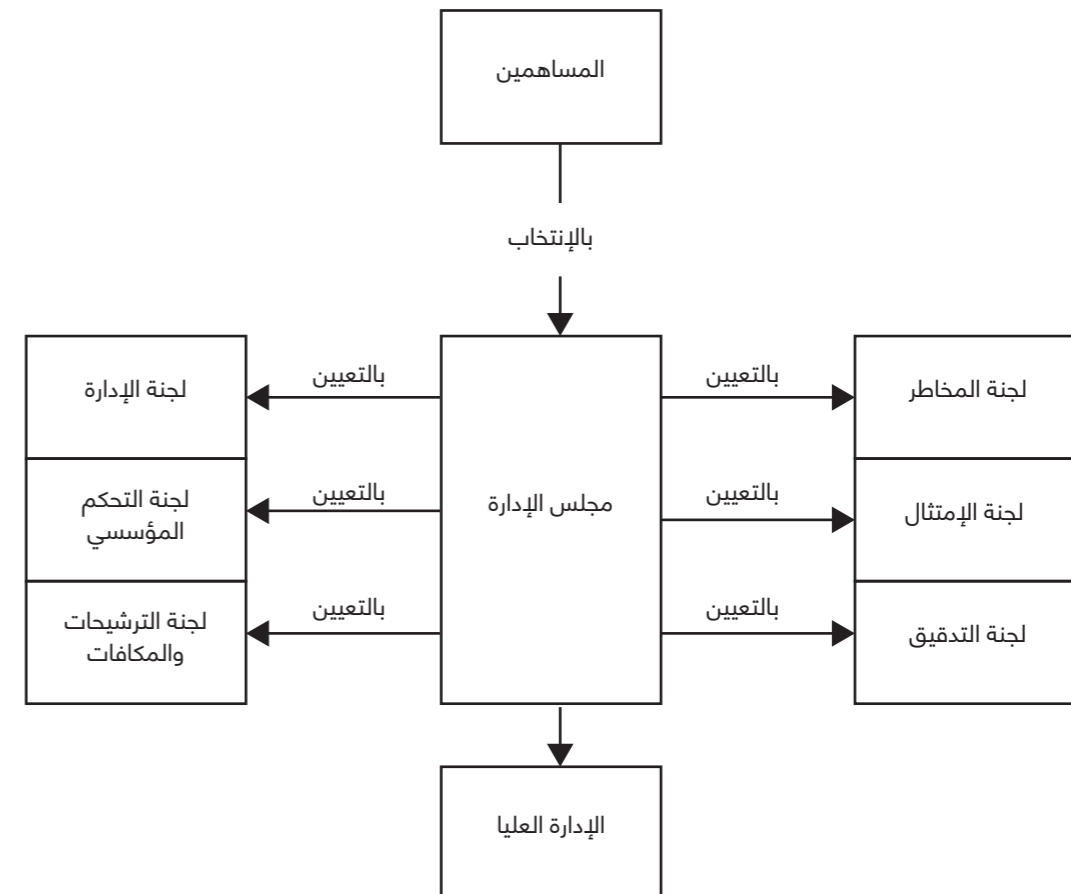 المساهمين
بالإنتخاب
لجنة المخاطر
بالتعيين
بالتعيين
لجنة الإدارة
مجلس الإدارة
لجنة الإمتثال
بالتعيين
بالتعيين
لجنة التحكم
المؤسسي
لجنة التدقيق
بالتعيين
بالتعيين
لجنة الترشيحات
والمكافات
الإدارة العليا